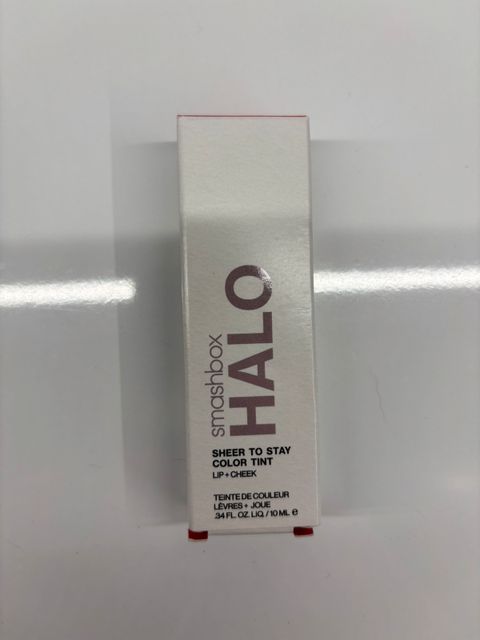 smashbox
HALO
SHEER TO STAY
COLOR TINT
LIP + CHEEK
TEINTE DE COULEUR
LÈVRES + JOUE
.34 FL. OZ. LIQ. / 10 ML ℮